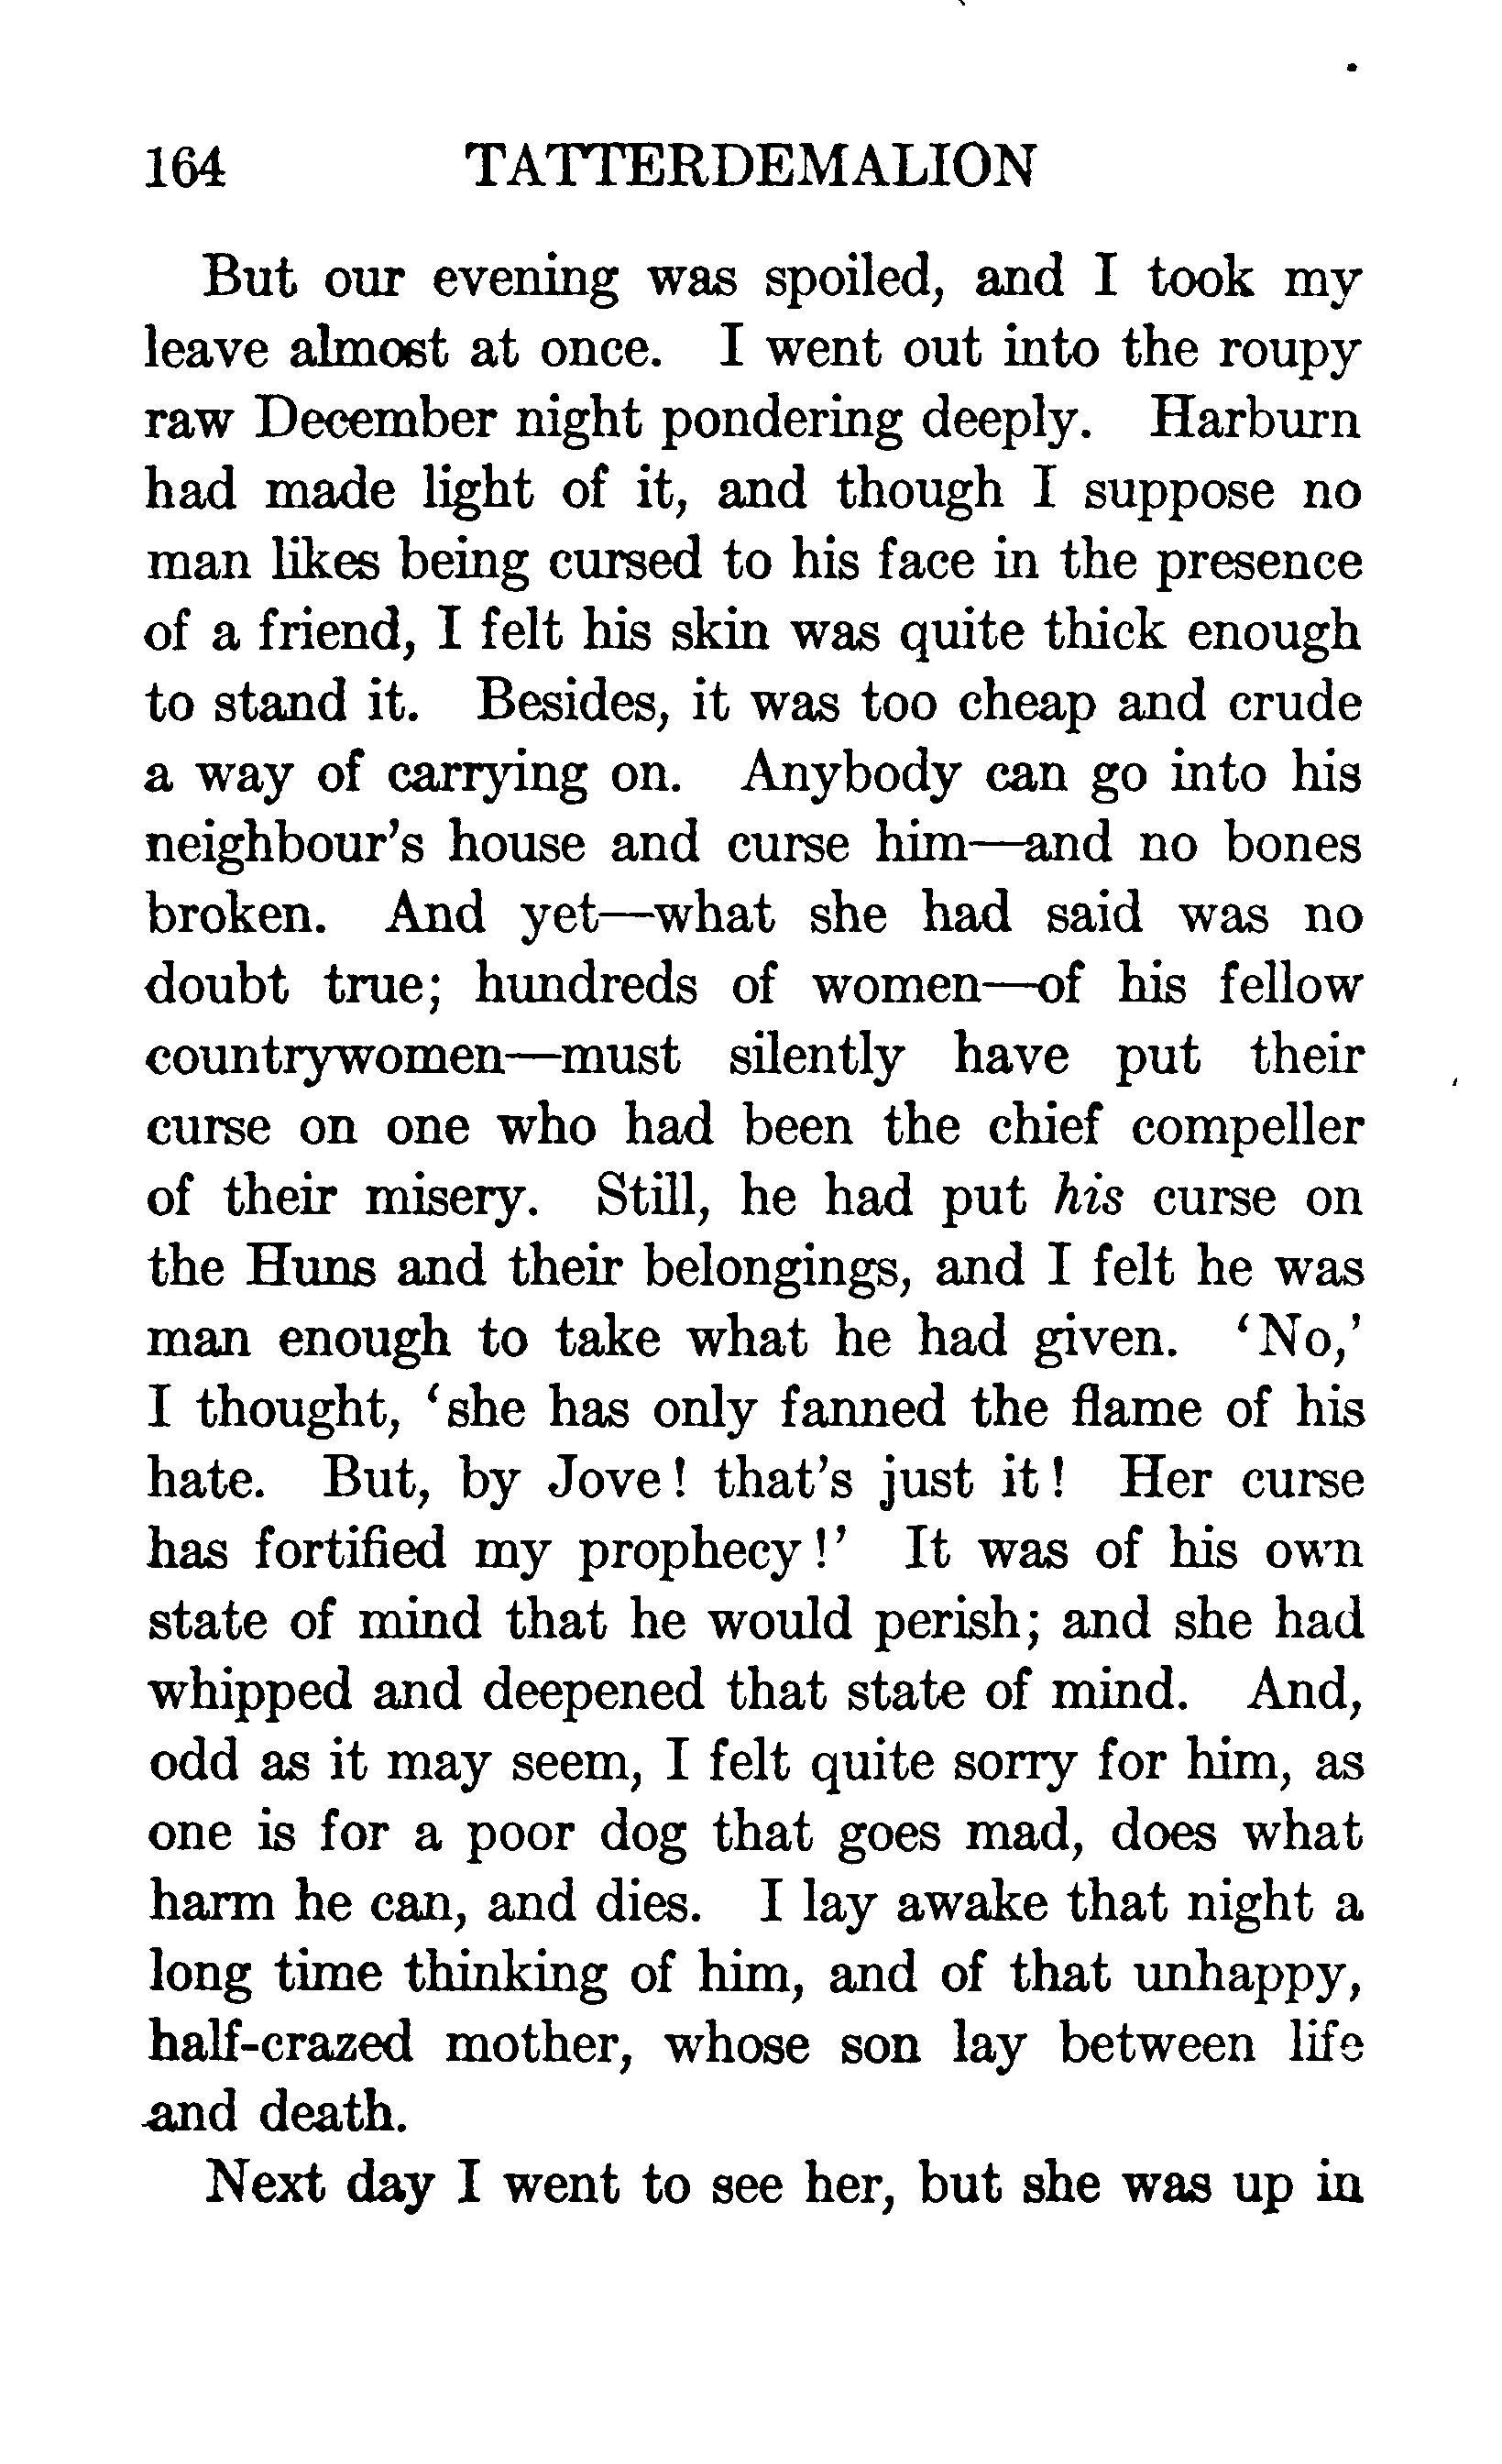 164 TATTERDEMALION
But our evening was spoiled, and I took my
leave almost at once. I went out into the roupy
raw December night pondering deeply. Harburn
had made light of it, and though I suppose no
man likes being cursed to his face in the presence
of a friend, I felt his skin was quite thick enough
to stand it. Besides, it was too cheap and crude
a way of carrying on. Anybody can go into his
neighbour's house and curse him—and no bones
broken. And yet—what she had said was no
doubt true; hundreds of women—of his fellow
countrywomen—must silently have put their
curse on one who had been the chief compeller
of their misery. Still, he had put his curse on
the Huns and their belongings, and I felt he was
man enough to take what he had given. 'No,'
I thought, 'she has only fanned the flame of his
hate. But, by Jove! that's just it! Her curse
has fortified my prophecy!' It was of his own
state of mind that he would perish; and she had
whipped and deepened that state of mind. And,
odd as it may seem, I felt quite sorry for him, as
one is for a poor dog that goes mad, does what
harm he can, and dies. I lay awake that night a
long time thinking of him, and of that unhappy,
half-crazed mother, whose son lay between life
and death.
Next day I went to see her, but she was up in